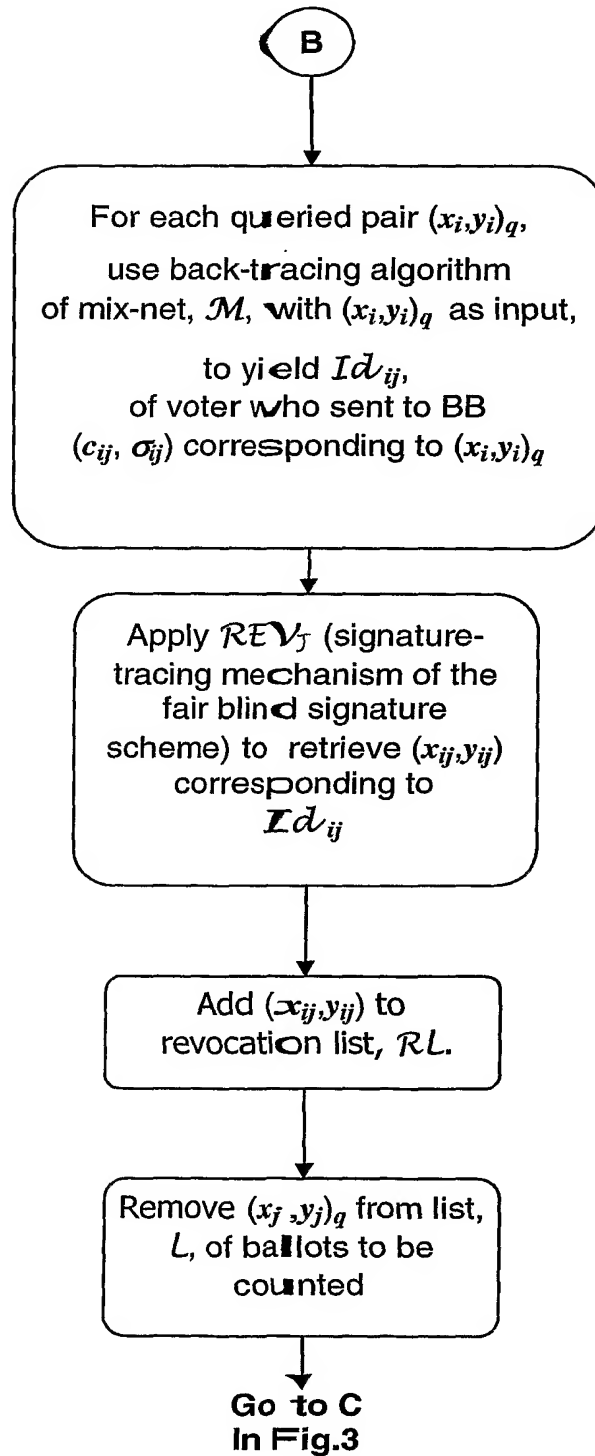 B
For each queried pair (xᵢ,yᵢ)q,
use back-tracing algorithm
of mix-net, ℳ, with (xᵢ,yᵢ)q as input,
to yield Idᵢⱼ,
of voter who sent to BB
(cᵢⱼ, σᵢⱼ) corresponding to (xᵢ,yᵢ)q
Apply REV_J (signature-
tracing mechanism of the
fair blind signature
scheme) to retrieve (xᵢⱼ,yᵢⱼ)
corresponding to
Idᵢⱼ
Add (xᵢⱼ,yᵢⱼ) to
revocation list, RL.
Remove (xⱼ ,yⱼ)q from list,
L, of ballots to be
counted
Go to C
In Fig.3